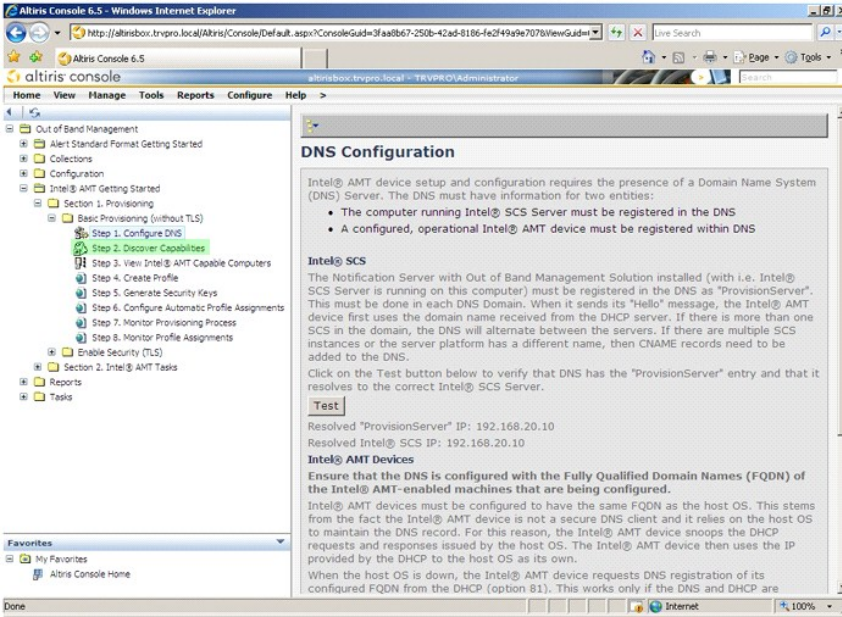 Altiris Console 6.5 - Windows Internet Explorer
http://altirisbox.trvpro.local/Altiris/Console/Default.aspx?ConsoleGuid=3faa8b67-250b-42ad-8186-fe2f49a9e707&ViewGuid=
Live Search
Altiris Console 6.5
Page
Tools
altiris console
altirisbox.trvpro.local - TRVPRO\Administrator
Search
Home View Manage Tools Reports Configure Help >
Out of Band Management
Alert Standard Format Getting Started
Collections
Configuration
Intel® AMT Getting Started
Section 1. Provisioning
Basic Provisioning (without TLS)
Step 1. Configure DNS
Step 2. Discover Capabilities
Step 3. View Intel® AMT Capable Computers
Step 4. Create Profile
Step 5. Generate Security Keys
Step 6. Configure Automatic Profile Assignments
Step 7. Monitor Provisioning Process
Step 8. Monitor Profile Assignments
Enable Security (TLS)
Section 2. Intel® AMT Tasks
Reports
Tasks
Favorites
My Favorites
Altiris Console Home
DNS Configuration
Intel® AMT device setup and configuration requires the presence of a Domain Name System
(DNS) Server. The DNS must have information for two entities:
• The computer running Intel® SCS Server must be registered in the DNS
• A configured, operational Intel® AMT device must be registered within DNS
Intel® SCS
The Notification Server with Out of Band Management Solution installed (with i.e. Intel®
SCS Server is running on this computer) must be registered in the DNS as "ProvisionServer".
This must be done in each DNS Domain. When it sends its "Hello" message, the Intel® AMT
device first uses the domain name received from the DHCP server. If there is more than one
SCS in the domain, the DNS will alternate between the servers. If there are multiple SCS
instances or the server platform has a different name, then CNAME records need to be
added to the DNS.
Click on the Test button below to verify that DNS has the "ProvisionServer" entry and that it
resolves to the correct Intel® SCS Server.
Test
Resolved "ProvisionServer" IP: 192.168.20.10
Resolved Intel® SCS IP: 192.168.20.10
Intel® AMT Devices
Ensure that the DNS is configured with the Fully Qualified Domain Names (FQDN) of
the Intel® AMT-enabled machines that are being configured.
Intel® AMT devices must be configured to have the same FQDN as the host OS. This stems
from the fact the Intel® AMT device is not a secure DNS client and it relies on the host OS
to maintain the DNS record. For this reason, the Intel® AMT device snoops the DHCP
requests and responses issued by the host OS. The Intel® AMT device then uses the IP
provided by the DHCP to the host OS as its own.
When the host OS is down, the Intel® AMT device requests DNS registration of its
configured FQDN from the DHCP (option 81). This works only if the DNS and DHCP are
Done
Internet
100%